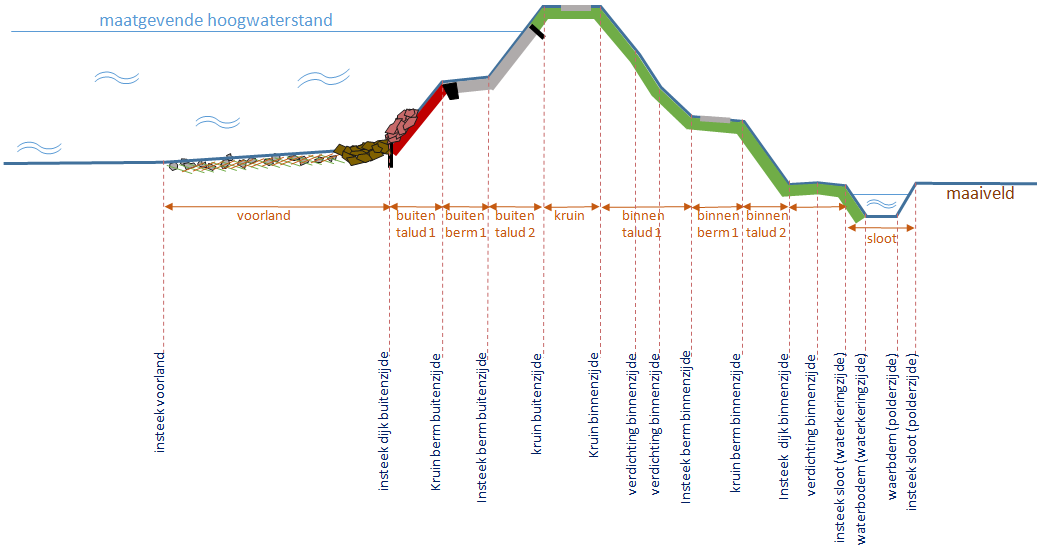 maatgevende hoogwaterstand
maaiveld
voorland
buiten
talud 1
buiten
berm 1
buiten
talud 2
kruin
binnen
talud 1
binnen
berm 1
binnen
talud 2
sloot
insteek voorland
insteek dijk buitenzijde
Kruin berm buitenzijde
Insteek berm buitenzijde
kruin buitenzijde
Kruin binnenzijde
verdichting binnenzijde
verdichting binnenzijde
Insteek berm binnenzijde
kruin berm binnenzijde
Insteek dijk binnenzijde
verdichting binnenzijde
insteek sloot (waterkeringzijde)
waterbodem (waterkeringzijde)
waerbdem (polderzijde)
insteek sloot (polderzijde)